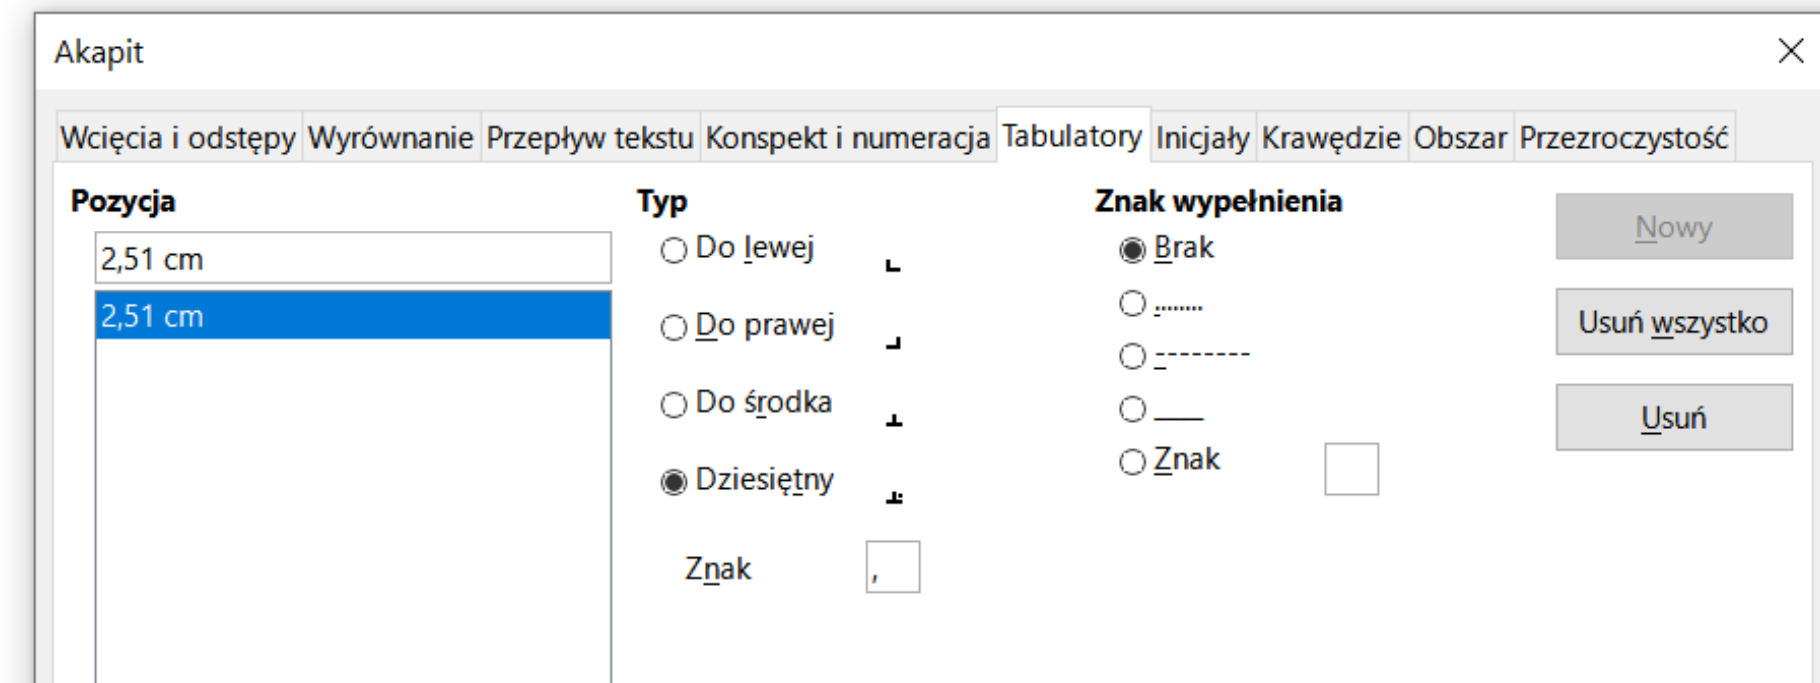 Akapit
Wcięcia i odstępy Wyrównanie Przepływ tekstu Konspekt i numeracja Tabulatory Inicjały Krawędzie Obszar Przezroczystość
Pozycja
2,51 cm
2,51 cm
Typ
Do lewej
Do prawej
Do środka
Dziesiętny
Znak ,
Znak wypełnienia
Brak
........
--------
____
Znak
Nowy
Usuń wszystko
Usuń